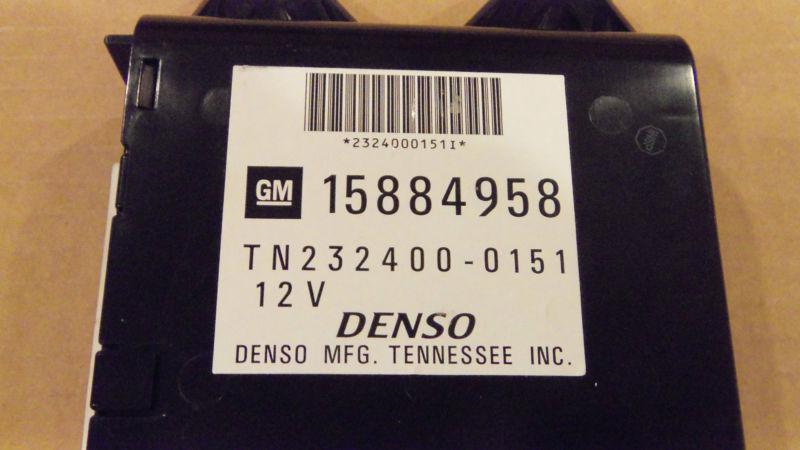 *2324000151I*
GM 15884958
TN232400-0151
12V
DENSO
DENSO MFG. TENNESSEE INC.